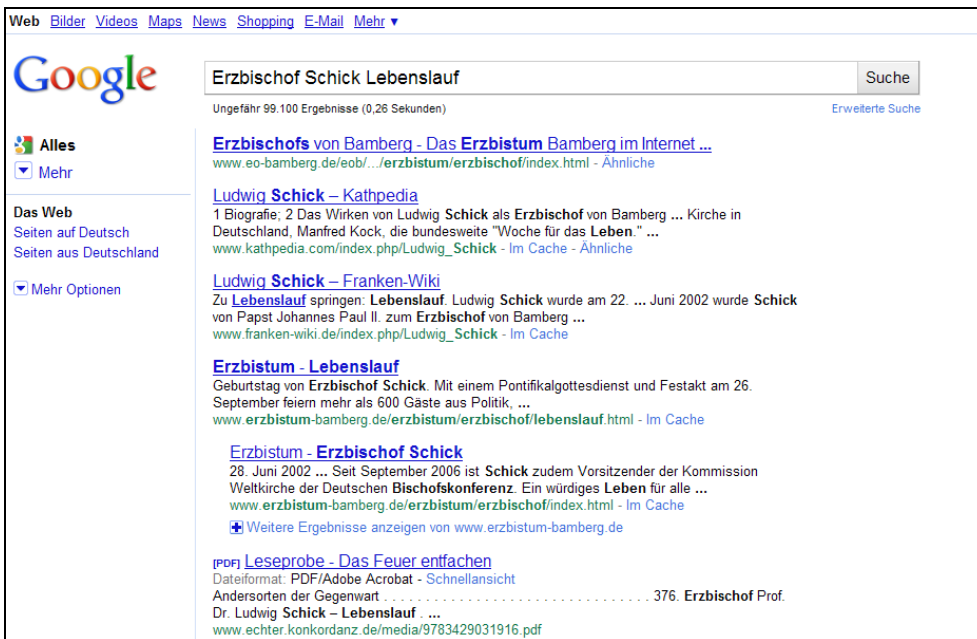 Web Bilder Videos Maps News Shopping E-Mail Mehr ▼
Google
Erzbischof Schick Lebenslauf
Suche
Ungefähr 99.100 Ergebnisse (0,26 Sekunden)
Erweiterte Suche
Alles
Mehr
Das Web
Seiten auf Deutsch
Seiten aus Deutschland
Mehr Optionen
Erzbischofs von Bamberg - Das Erzbistum Bamberg im Internet ...
www.eo-bamberg.de/eob/.../erzbistum/erzbischof/index.html - Ähnliche
Ludwig Schick – Kathpedia
1 Biografie; 2 Das Wirken von Ludwig Schick als Erzbischof von Bamberg ... Kirche in
Deutschland, Manfred Kock, die bundesweite "Woche für das Leben." ...
www.kathpedia.com/index.php/Ludwig_Schick - Im Cache - Ähnliche
Ludwig Schick – Franken-Wiki
Zu Lebenslauf springen: Lebenslauf. Ludwig Schick wurde am 22. ... Juni 2002 wurde Schick
von Papst Johannes Paul II. zum Erzbischof von Bamberg ...
www.franken-wiki.de/index.php/Ludwig_Schick - Im Cache
Erzbistum - Lebenslauf
Geburtstag von Erzbischof Schick. Mit einem Pontifikalgottesdienst und Festakt am 26.
September feiern mehr als 600 Gäste aus Politik, ...
www.erzbistum-bamberg.de/erzbistum/erzbischof/lebenslauf.html - Im Cache
Erzbistum - Erzbischof Schick
28. Juni 2002 ... Seit September 2006 ist Schick zudem Vorsitzender der Kommission
Weltkirche der Deutschen Bischofskonferenz. Ein würdiges Leben für alle ...
www.erzbistum-bamberg.de/erzbistum/erzbischof/index.html - Im Cache
Weitere Ergebnisse anzeigen von www.erzbistum-bamberg.de
[PDF] Leseprobe - Das Feuer entfachen
Dateiformat: PDF/Adobe Acrobat - Schnellansicht
Andersorten der Gegenwart . . . . . . . . . . . . . . . . . . . . . . . . . . . . . . . . 376. Erzbischof Prof.
Dr. Ludwig Schick – Lebenslauf . ...
www.echter.konkordanz.de/media/9783429031916.pdf